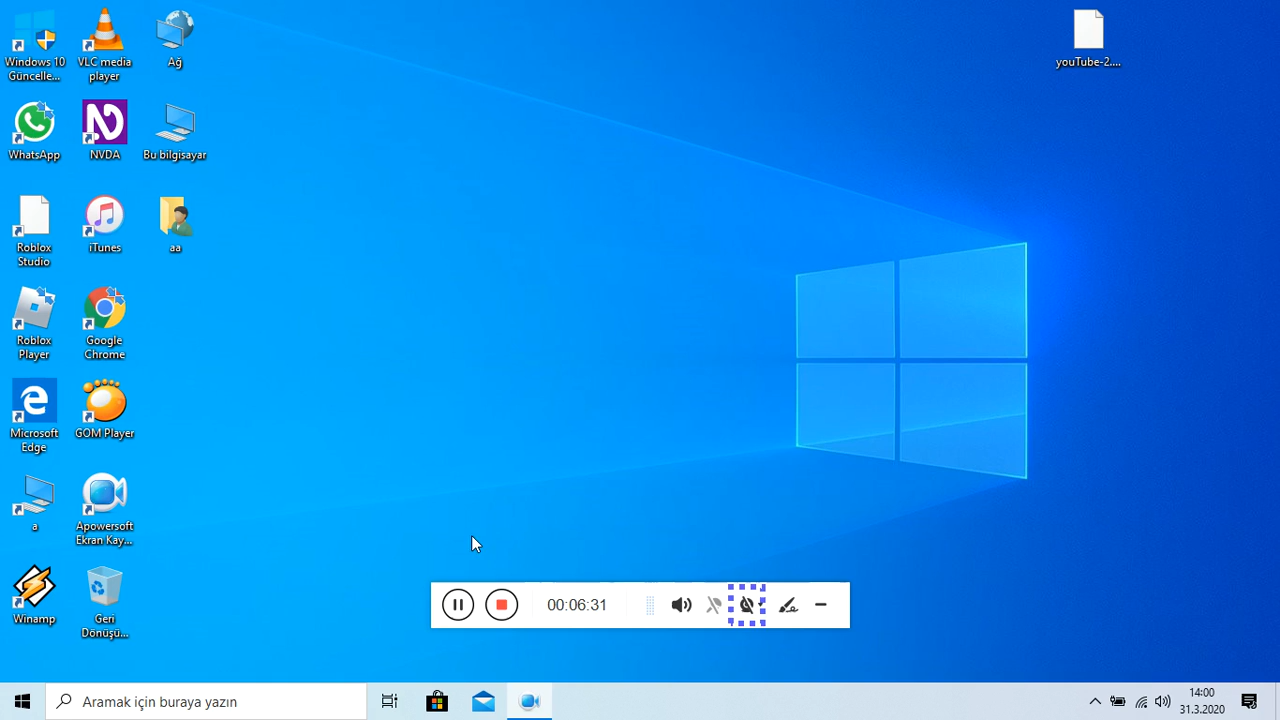 Windows 10
Güncelle...
VLC media
player
Ağ
youTube-2....
WhatsApp
NVDA
Bu bilgisayar
Roblox
Studio
iTunes
aa
Roblox
Player
Google
Chrome
Microsoft
Edge
GOM Player
a
Apowersoft
Ekran Kay...
Winamp
Geri
Dönüşü...
00:06:31
Aramak için buraya yazın
14:00
31.3.2020